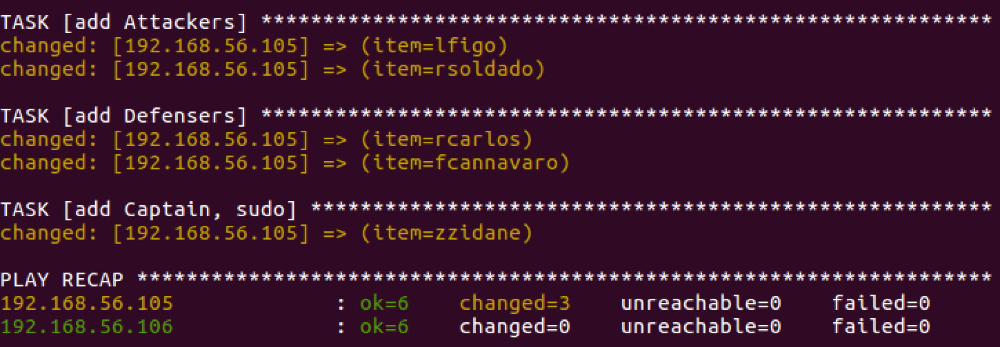 TASK [add Attackers] ***********************************************************
changed: [192.168.56.105] => (item=lfigo)
changed: [192.168.56.105] => (item=rsoldado)
TASK [add Defensers] ***********************************************************
changed: [192.168.56.105] => (item=rcarlos)
changed: [192.168.56.105] => (item=fcannavaro)
TASK [add Captain, sudo] *******************************************************
changed: [192.168.56.105] => (item=zzidane)
PLAY RECAP *********************************************************************
192.168.56.105             : ok=6    changed=3    unreachable=0    failed=0
192.168.56.106             : ok=6    changed=0    unreachable=0    failed=0